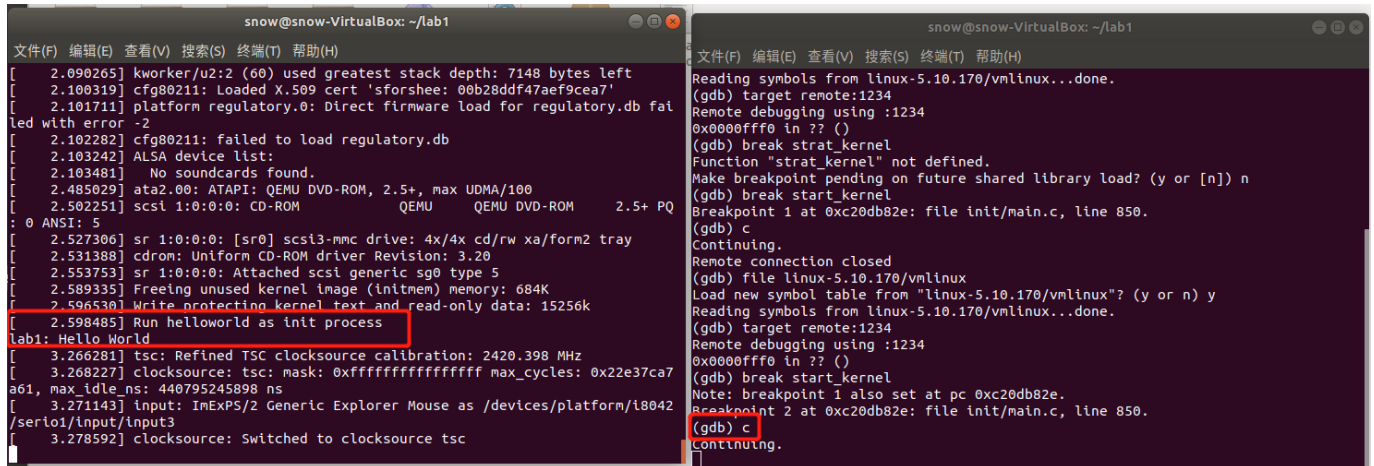 snow@snow-VirtualBox: ~/lab1
文件(F) 编辑(E) 查看(V) 搜索(S) 终端(T) 帮助(H)
[    2.090265] kworker/u2:2 (60) used greatest stack depth: 7148 bytes left
[    2.100319] cfg80211: Loaded X.509 cert 'sforshee: 00b28ddf47aef9cea7'
[    2.101711] platform regulatory.0: Direct firmware load for regulatory.db fai
led with error -2
[    2.102282] cfg80211: failed to load regulatory.db
[    2.103242] ALSA device list:
[    2.103481]   No soundcards found.
[    2.485029] ata2.00: ATAPI: QEMU DVD-ROM, 2.5+, max UDMA/100
[    2.502251] scsi 1:0:0:0: CD-ROM            QEMU     QEMU DVD-ROM     2.5+ PQ
: 0 ANSI: 5
[    2.527306] sr 1:0:0:0: [sr0] scsi3-mmc drive: 4x/4x cd/rw xa/form2 tray
[    2.531388] cdrom: Uniform CD-ROM driver Revision: 3.20
[    2.553753] sr 1:0:0:0: Attached scsi generic sg0 type 5
[    2.589335] Freeing unused kernel image (initmem) memory: 684K
[    2.596530] Write protecting kernel text and read-only data: 15256k
[    2.598485] Run helloworld as init process
lab1: Hello World
[    3.266281] tsc: Refined TSC clocksource calibration: 2420.398 MHz
[    3.268227] clocksource: tsc: mask: 0xffffffffffffffff max_cycles: 0x22e37ca7
a61, max_idle_ns: 440795245898 ns
[    3.271143] input: ImExPS/2 Generic Explorer Mouse as /devices/platform/i8042
/serio1/input/input3
[    3.278592] clocksource: Switched to clocksource tsc
snow@snow-VirtualBox: ~/lab1
文件(F) 编辑(E) 查看(V) 搜索(S) 终端(T) 帮助(H)
Reading symbols from linux-5.10.170/vmlinux...done.
(gdb) target remote:1234
Remote debugging using :1234
0x0000fff0 in ?? ()
(gdb) break strat_kernel
Function "strat_kernel" not defined.
Make breakpoint pending on future shared library load? (y or [n]) n
(gdb) break start_kernel
Breakpoint 1 at 0xc20db82e: file init/main.c, line 850.
(gdb) c
Continuing.
Remote connection closed
(gdb) file linux-5.10.170/vmlinux
Load new symbol table from "linux-5.10.170/vmlinux"? (y or n) y
Reading symbols from linux-5.10.170/vmlinux...done.
(gdb) target remote:1234
Remote debugging using :1234
0x0000fff0 in ?? ()
(gdb) break start_kernel
Note: breakpoint 1 also set at pc 0xc20db82e.
Breakpoint 2 at 0xc20db82e: file init/main.c, line 850.
(gdb) c
Continuing.